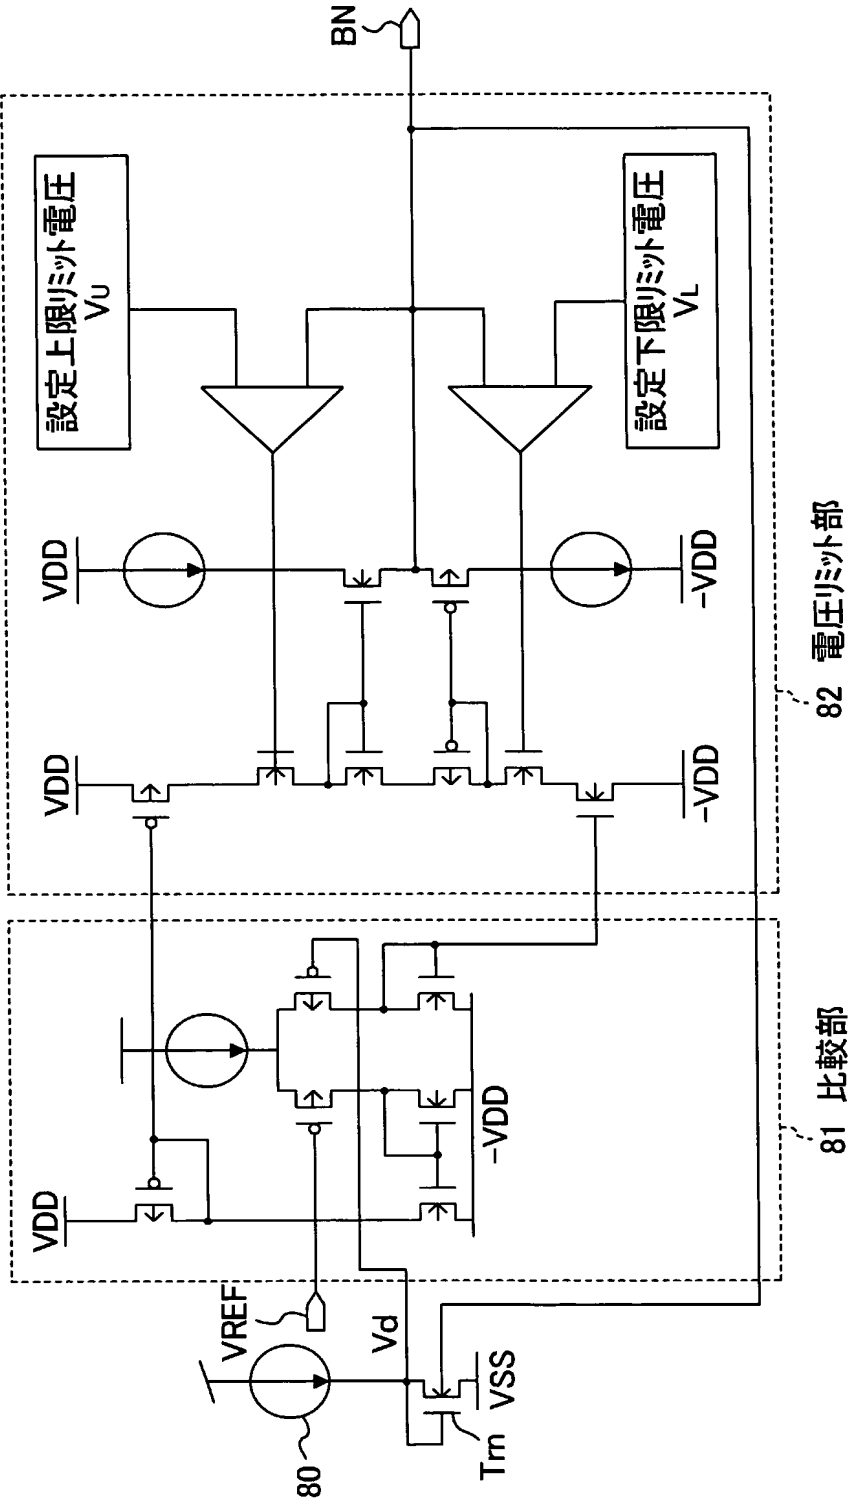 80
VREF
Vd
Trn
VSS
VDD
-VDD
81 比較部
VDD
VDD
-VDD
-VDD
設定上限リミット電圧
VU
設定下限リミット電圧
VL
82 電圧リミット部
BN